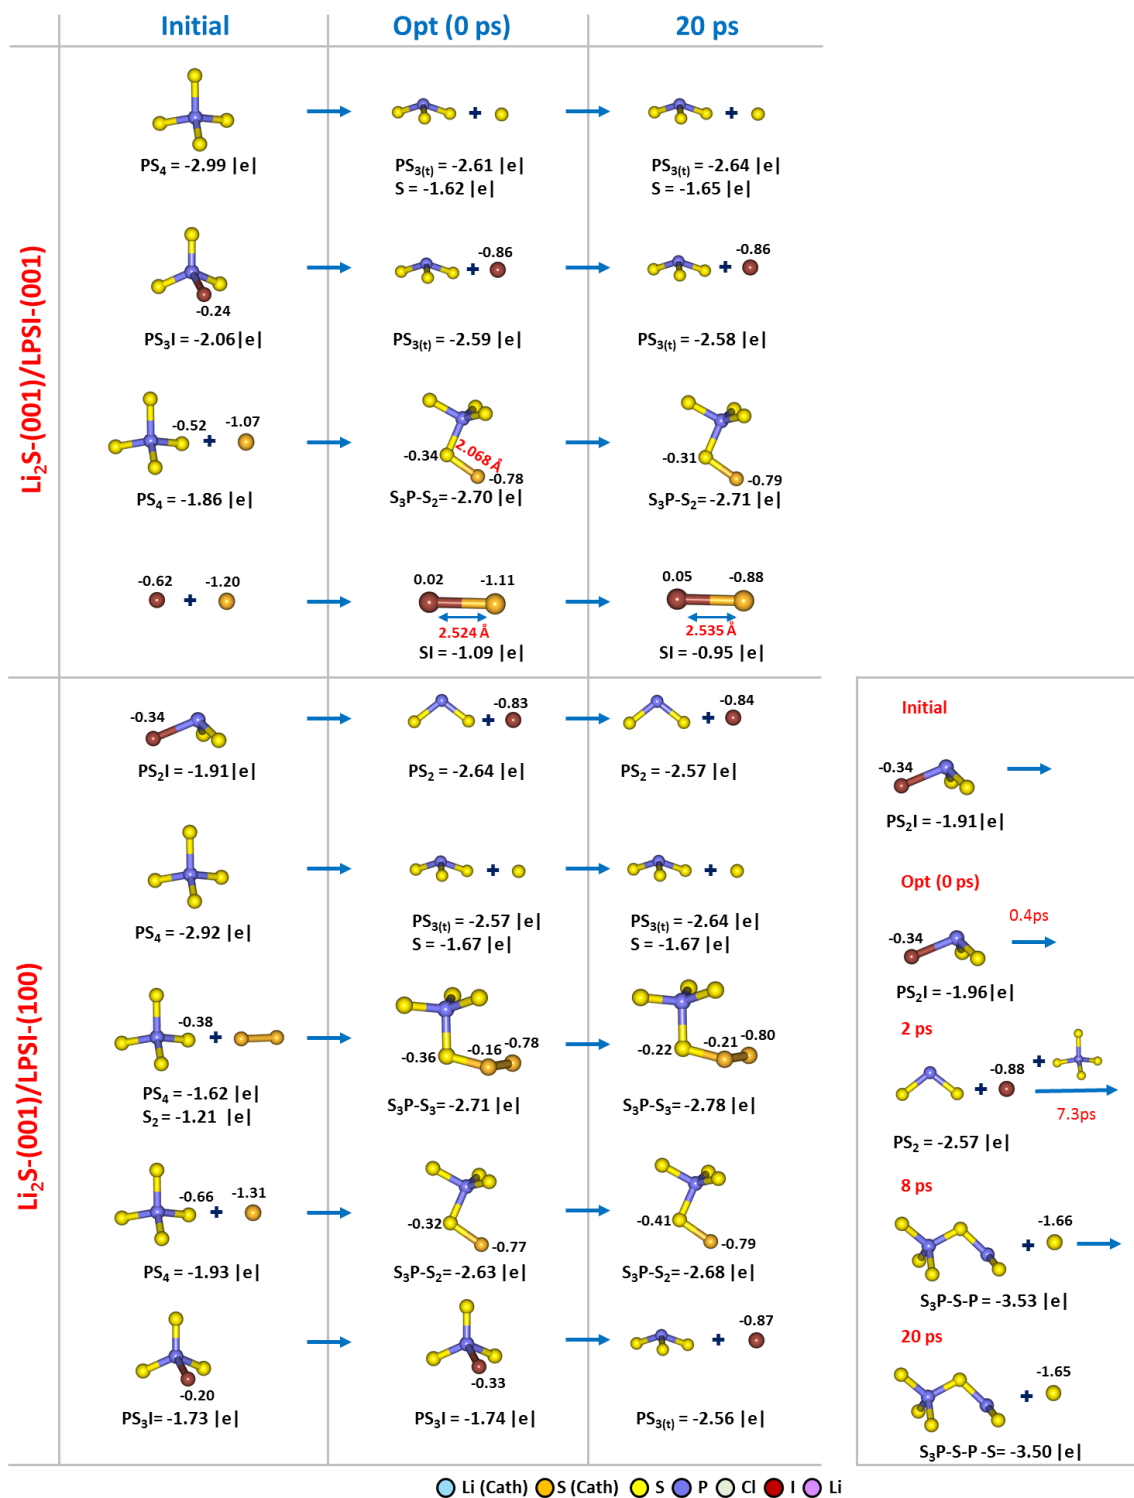 Initial Opt (0 ps) 20 ps
Li₂S-(001)/LPSI-(001)
PS₄ = -2.99 |e| PS₃₍ₜ₎ = -2.61 |e| PS₃₍ₜ₎ = -2.64 |e|
S = -1.62 |e| S = -1.65 |e|
-0.24 -0.86 -0.86
PS₃I = -2.06|e| PS₃₍ₜ₎ = -2.59 |e| PS₃₍ₜ₎ = -2.58 |e|
-0.52 + -1.07 -0.34 2.068 Å -0.78 -0.31 -0.79
PS₄ = -1.86 |e| S₃P-S₂= -2.70 |e| S₃P-S₂= -2.71 |e|
-0.62 + -1.20 0.02 -1.11 0.05 -0.88
2.524 Å 2.535 Å
SI = -1.09 |e| SI = -0.95 |e|
Li₂S-(001)/LPSI-(100)
-0.34 -0.83 -0.84
PS₂I = -1.91|e| PS₂ = -2.64 |e| PS₂ = -2.57 |e|
PS₄ = -2.92 |e| PS₃₍ₜ₎ = -2.57 |e| PS₃₍ₜ₎ = -2.64 |e|
S = -1.67 |e| S = -1.67 |e|
-0.38 -0.36 -0.16 -0.78 -0.22 -0.21 -0.80
PS₄ = -1.62 |e| S₃P-S₃= -2.71 |e| S₃P-S₃= -2.78 |e|
S₂ = -1.21 |e|
-0.66 + -1.31 -0.32 -0.77 -0.41 -0.79
PS₄ = -1.93 |e| S₃P-S₂= -2.63 |e| S₃P-S₂= -2.68 |e|
-0.20 -0.33 -0.87
PS₃I= -1.73 |e| PS₃I = -1.74 |e| PS₃₍ₜ₎ = -2.56 |e|
Initial
-0.34
PS₂I = -1.91|e|
Opt (0 ps)
-0.34 0.4ps
PS₂I = -1.96|e|
2 ps
-0.88
7.3ps
PS₂ = -2.57 |e|
8 ps
-1.66
S₃P-S-P = -3.53 |e|
20 ps
-1.65
S₃P-S-P -S= -3.50 |e|
Li (Cath) S (Cath) S P Cl I Li